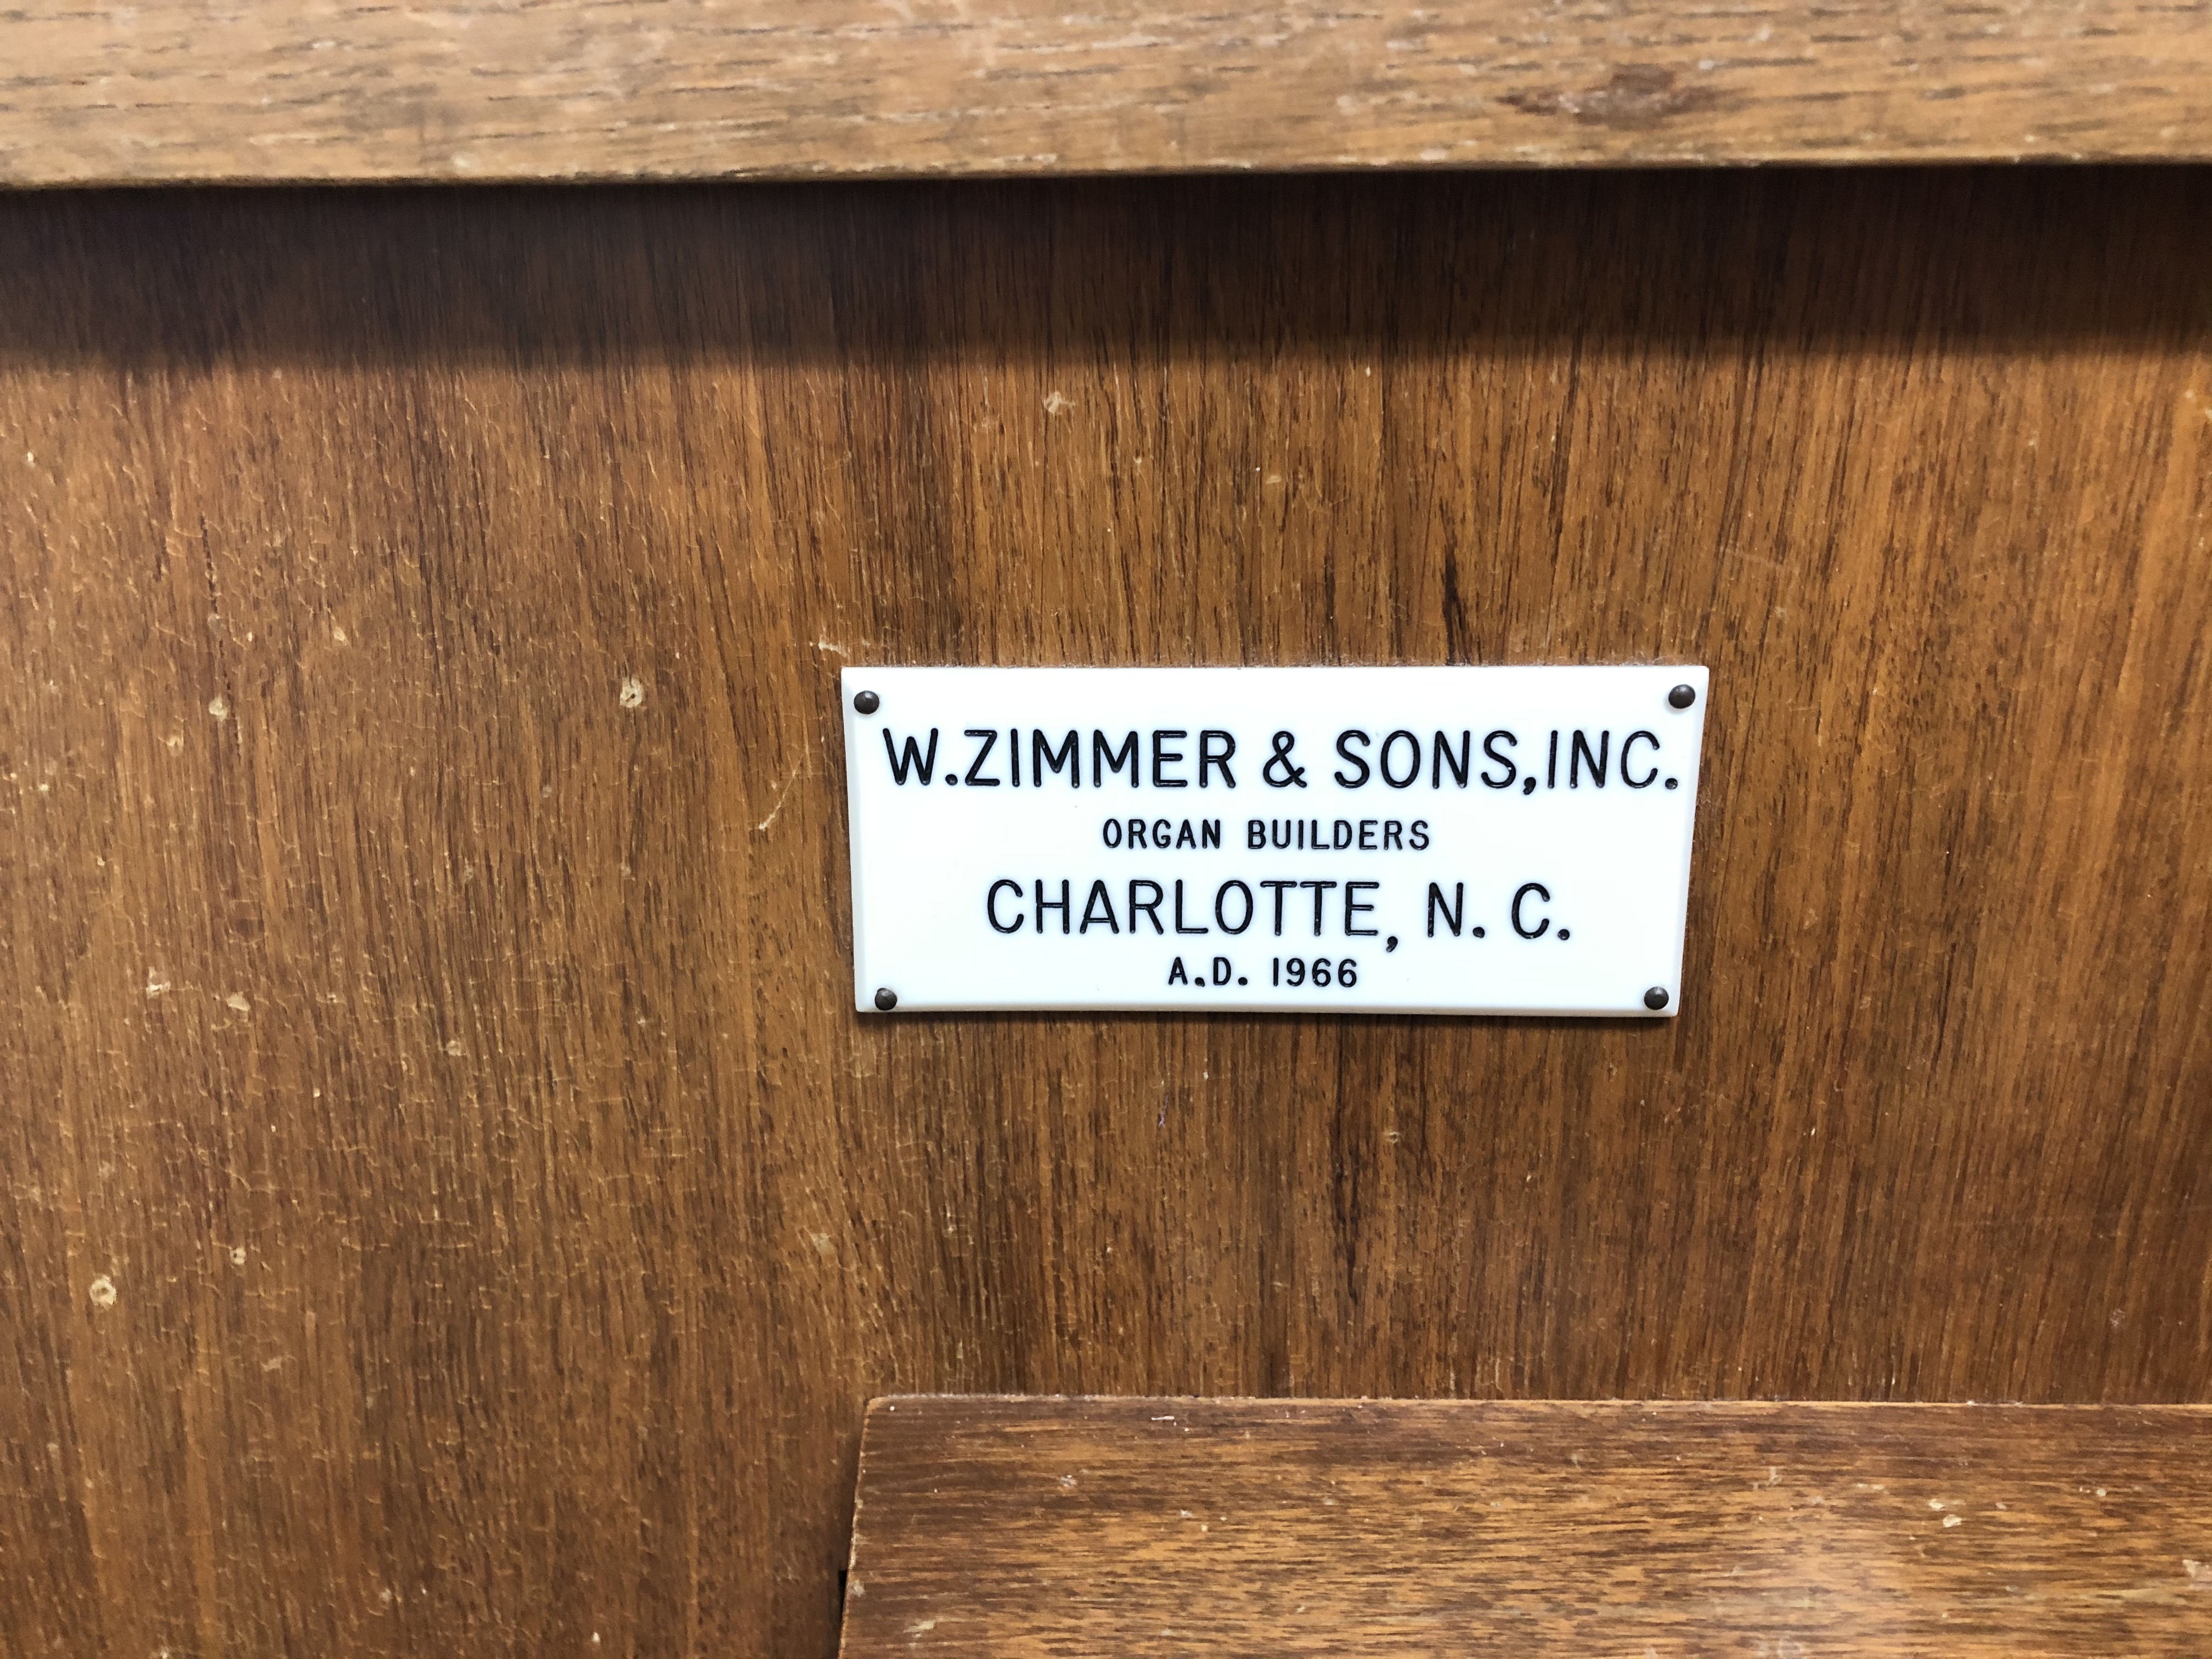 W.ZIMMER & SONS,INC.
ORGAN BUILDERS
CHARLOTTE, N. C.
A.D. 1966